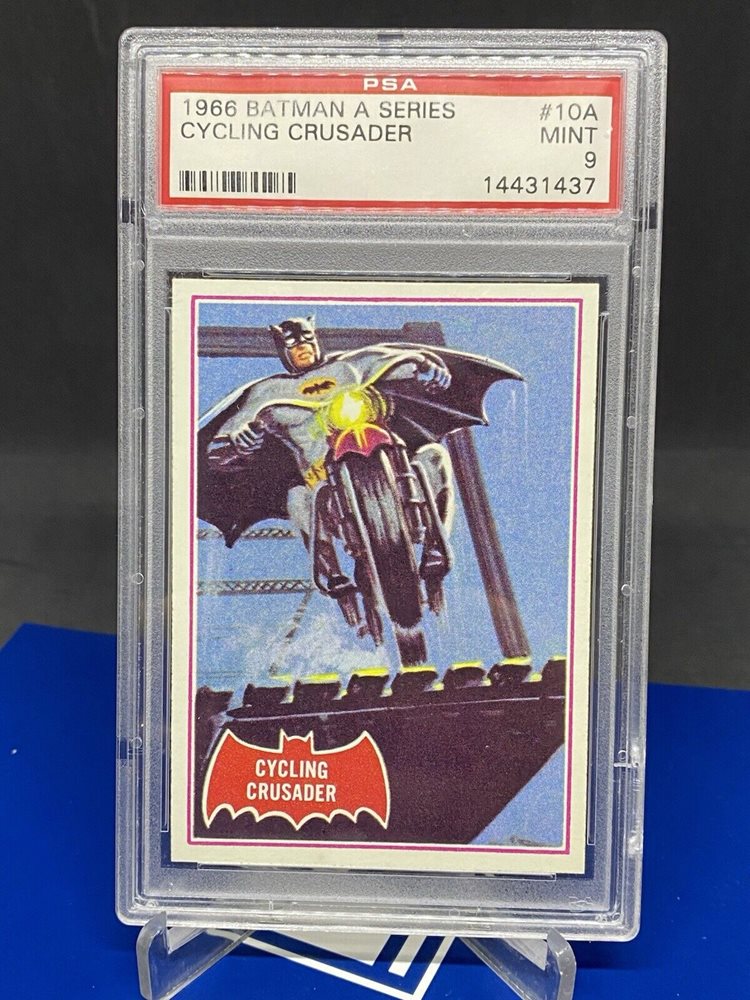 PSA
1966 BATMAN A SERIES #10A
CYCLING CRUSADER MINT
9
14431437
CYCLING
CRUSADER